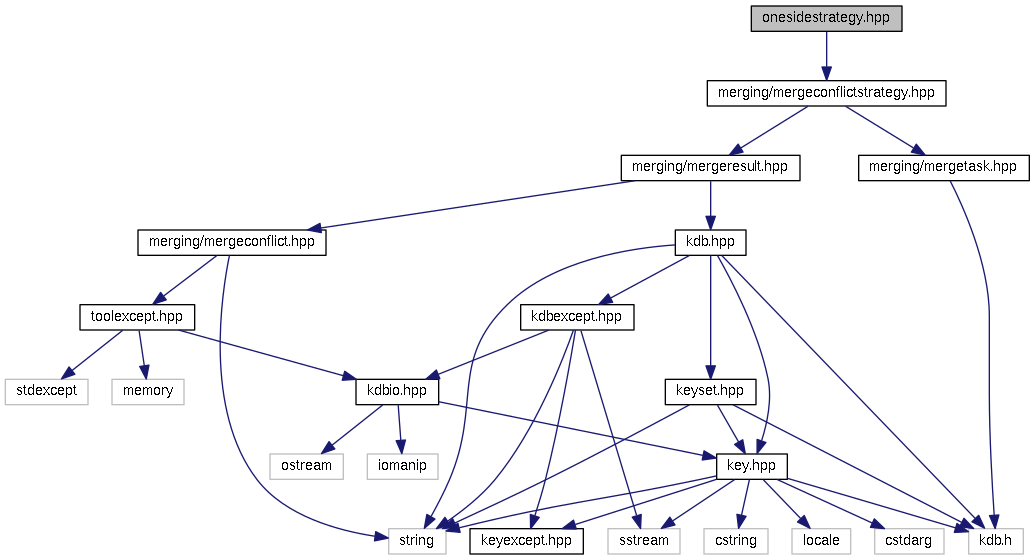 onesidestrategy.hpp
merging/mergeconflictstrategy.hpp
merging/mergeresult.hpp
merging/mergetask.hpp
merging/mergeconflict.hpp
kdb.hpp
toolexcept.hpp
kdbexcept.hpp
stdexcept
memory
kdbio.hpp
keyset.hpp
ostream
iomanip
key.hpp
string
keyexcept.hpp
sstream
cstring
locale
cstdarg
kdb.h